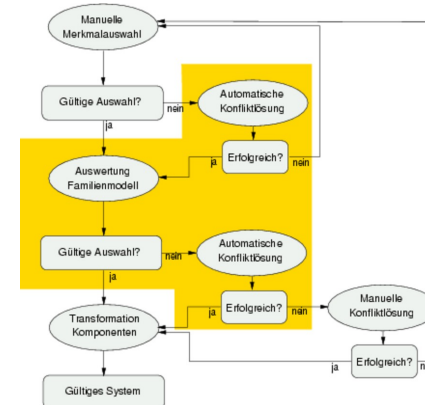 Manuelle
Merkmalauswahl
Gültige Auswahl?
nein
ja
Automatische
Konfliktlösung
Erfolgreich?
ja
nein
Auswertung
Familienmodell
Gültige Auswahl?
nein
ja
Automatische
Konfliktlösung
Erfolgreich?
ja
nein
Manuelle
Konfliktlösung
Transformation
Komponenten
Erfolgreich?
ja
Gültiges System